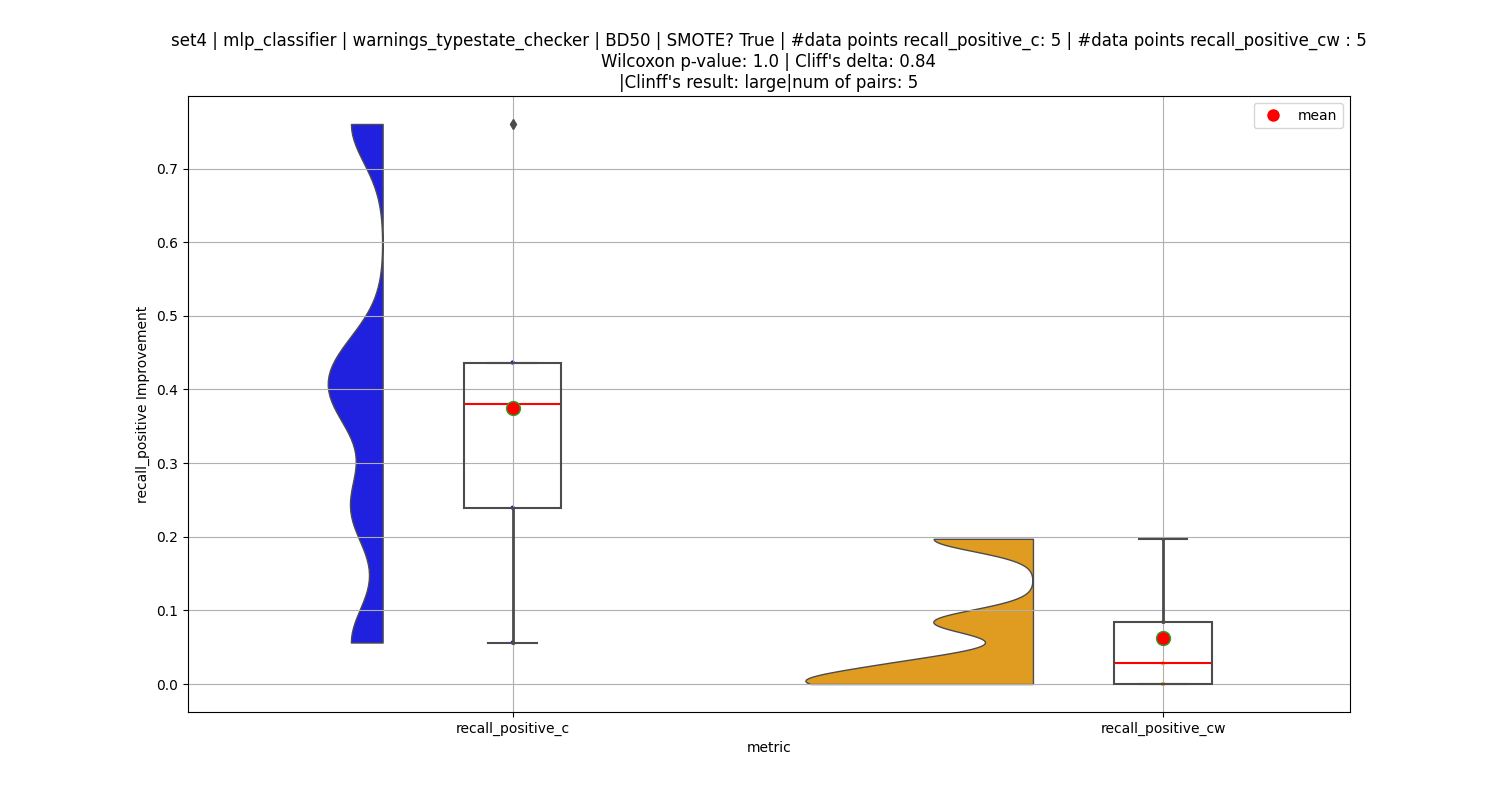 set4 | mlp_classifier | warnings_typestate_checker | BD50 | SMOTE? True | #data points recall_positive_c: 5 | #data points recall_positive_cw : 5
Wilcoxon p-value: 1.0 | Cliff's delta: 0.84
|Clinff's result: large|num of pairs: 5
mean
0.7
0.6
0.5
0.4
0.3
0.2
0.1
0.0
recall_positive Improvement
recall_positive_c
recall_positive_cw
metric